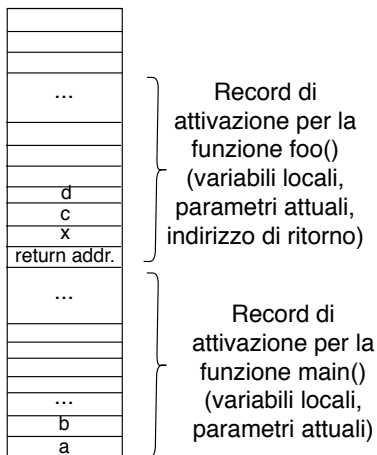 ...
d
c
x
return addr.
...
...
b
a
Record di
attivazione per la
funzione foo()
(variabili locali,
parametri attuali,
indirizzo di ritorno)
Record di
attivazione per la
funzione main()
(variabili locali,
parametri attuali)